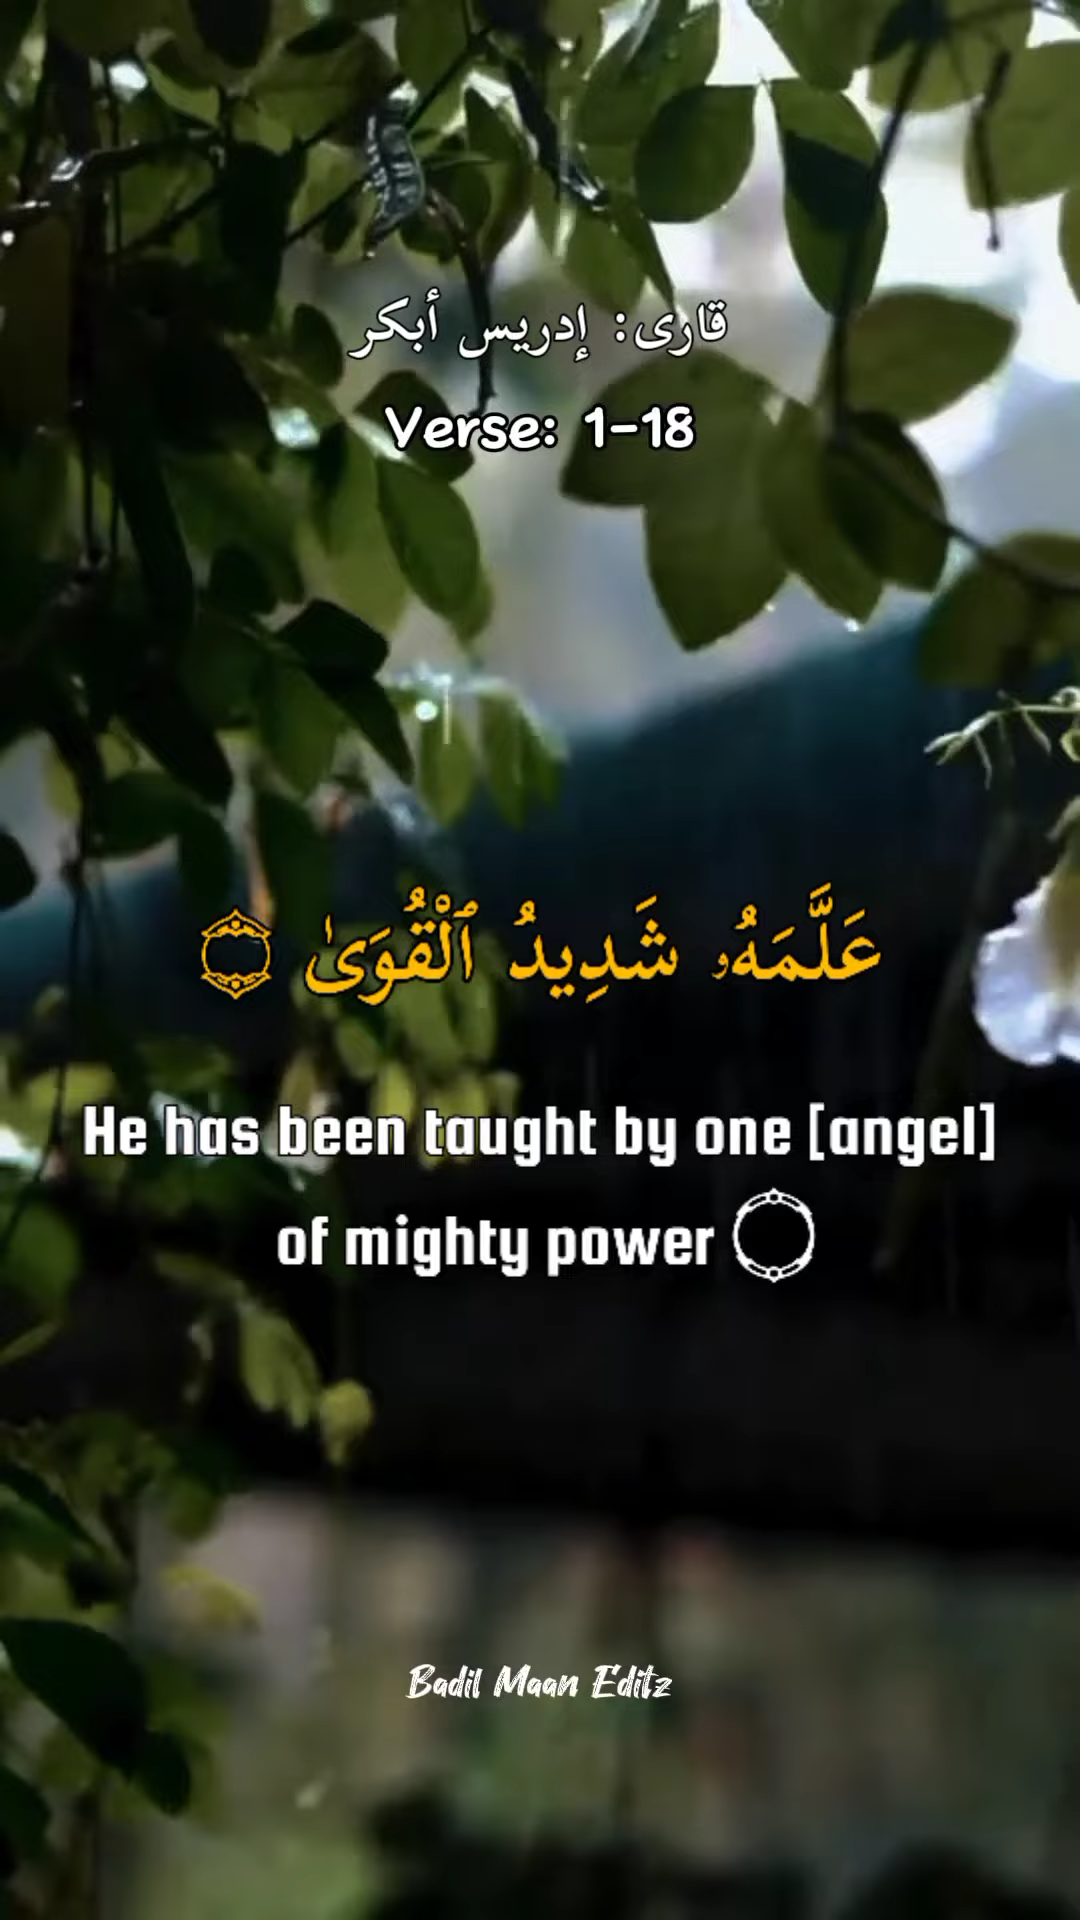 قارى: إدريس أبكر
Verse: 1-18
عَلَّمَهُۥ شَدِيدُ ٱلْقُوَىٰ ۝
He has been taught by one [angel]
of mighty power ۝
Badil Maan Editz